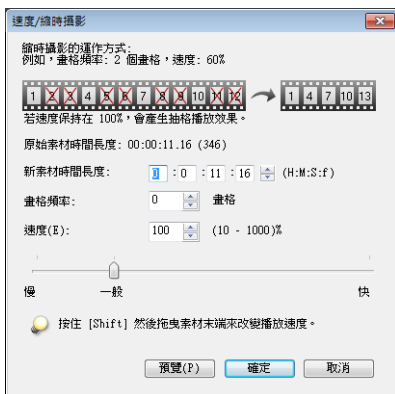 速度/縮時攝影
縮時攝影的運作方式:
例如，畫格頻率: 2 個畫格，速度: 60%
1 2 3 4 5 6 7 8 9 10 11 12 1 4 7 10 13
若速度保持在 100%，會產生抽格播放效果。
原始素材時間長度: 00:00:11.16 (346)
新素材時間長度: 0 : 0 : 11 : 16 (H:M:S:f)
畫格頻率: 0 畫格
速度(E): 100 (10 - 1000)%
慢 一般 快
按住 [Shift] 然後拖曳素材末端來改變播放速度。
預覽(P) 確定 取消